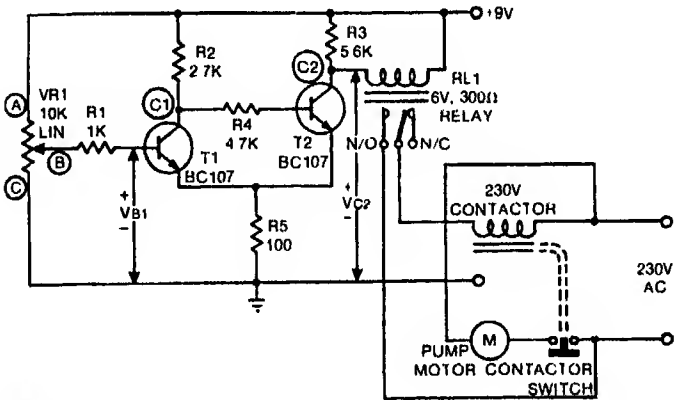 +9V
R3
5.6K
R2
2.7K
C2
RL1
6V, 300Ω
RELAY
A
VR1
10K
LIN
C1
R1
1K
R4
4.7K
B
T2
BC107
T1
BC107
N/O
N/C
C
+
VB1
-
+
VC2
-
R5
100
230V
CONTACTOR
230V
AC
M
PUMP
MOTOR
CONTACTOR
SWITCH